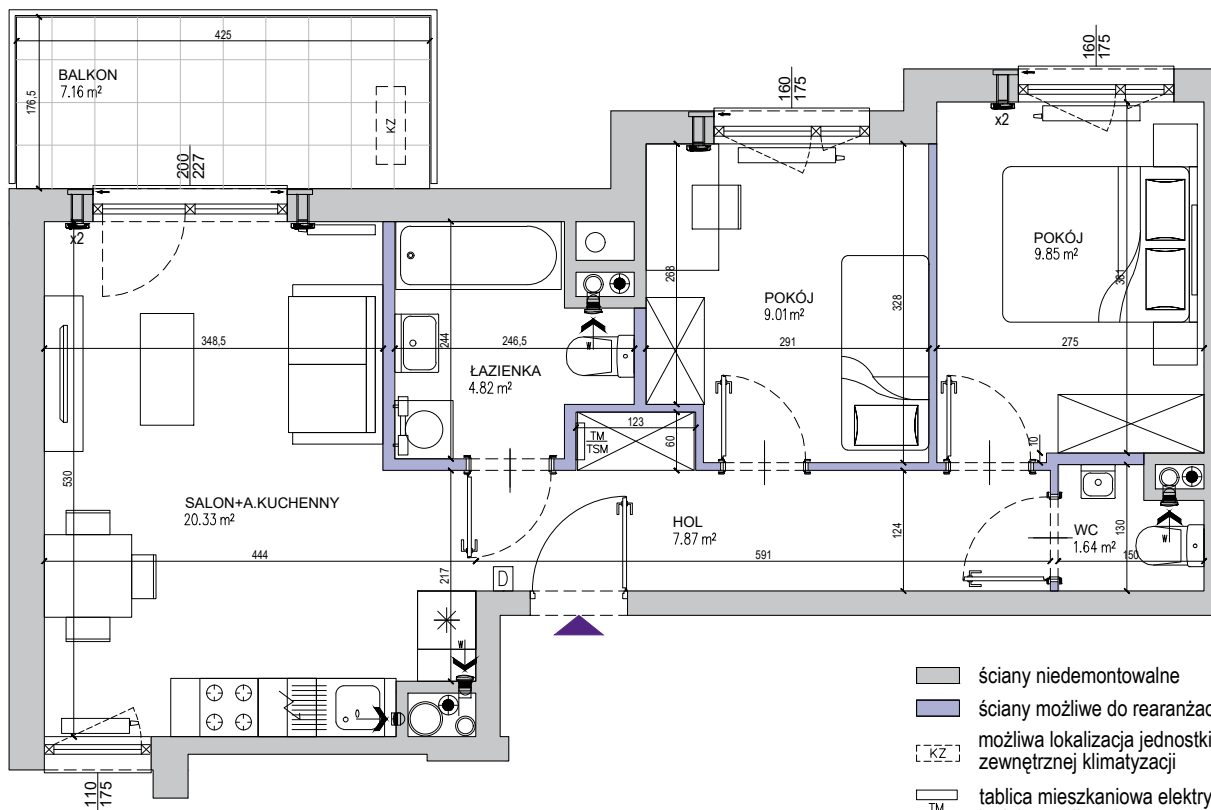 425
BALKON
7.16 m²
176,5
KZ
200
227
x2
160
175
160
175
x2
POKÓJ
9.85 m²
361
POKÓJ
9.01 m²
268
328
348,5
246,5
291
275
244
ŁAZIENKA
4.82 m²
W
123
TM
TSM
60
10
530
SALON+A.KUCHENNY
20.33 m²
HOL
7.87 m²
124
WC
1.64 m²
130
W
444
591
150
217
D
W
110
175
ściany niedemontowalne
ściany możliwe do rearanżac
KZ
możliwa lokalizacja jednostki
zewnętrznej klimatyzacji
TM
tablica mieszkaniowa elektry